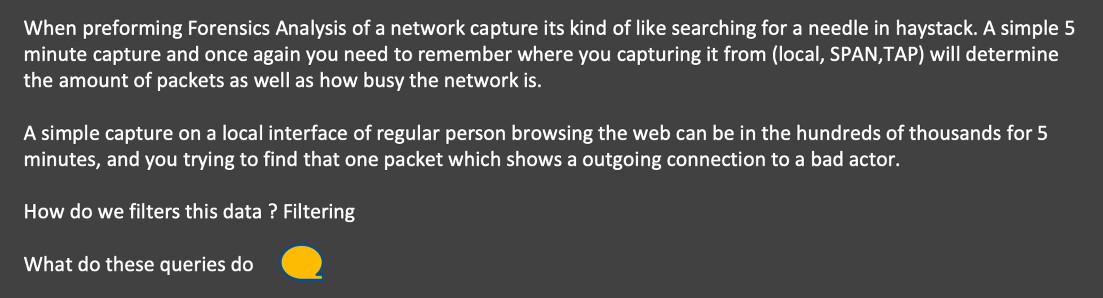 When preforming Forensics Analysis of a network capture its kind of like searching for a needle in haystack. A simple 5
minute capture and once again you need to remember where you capturing it from (local, SPAN,TAP) will determine
the amount of packets as well as how busy the network is.
A simple capture on a local interface of regular person browsing the web can be in the hundreds of thousands for 5
minutes, and you trying to find that one packet which shows a outgoing connection to a bad actor.
How do we filters this data ? Filtering
What do these queries do